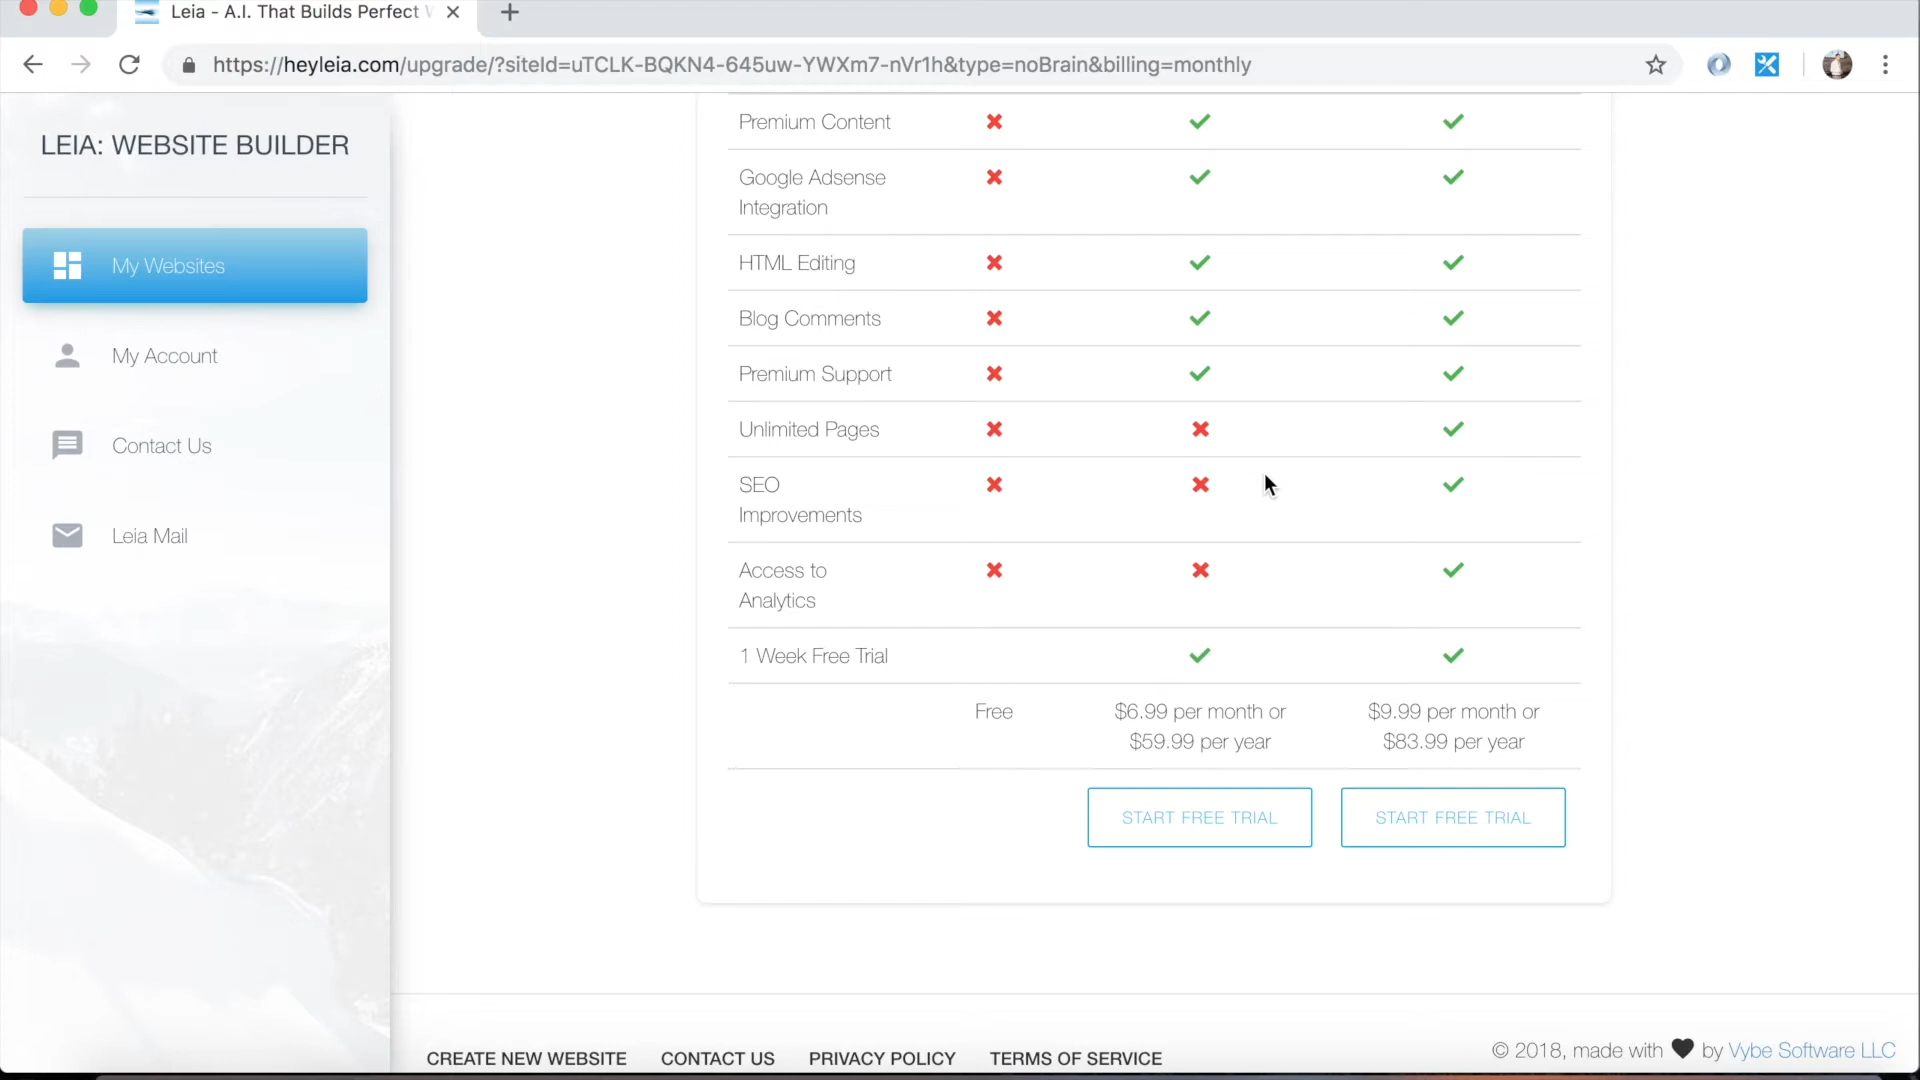 Leia - A.I. That Builds Perfect W
https://heyleia.com/upgrade/?siteId=uTCLK-BQKN4-645uw-YWXm7-nVr1h&type=noBrain&billing=monthly
LEIA: WEBSITE BUILDER
My Websites
My Account
Contact Us
Leia Mail
Premium Content
Google Adsense
Integration
HTML Editing
Blog Comments
Premium Support
Unlimited Pages
SEO
Improvements
Access to
Analytics
1 Week Free Trial
Free
$6.99 per month or
$59.99 per year
$9.99 per month or
$83.99 per year
START FREE TRIAL
START FREE TRIAL
CREATE NEW WEBSITE
CONTACT US
PRIVACY POLICY
TERMS OF SERVICE
© 2018, made with ♥ by Vybe Software LLC